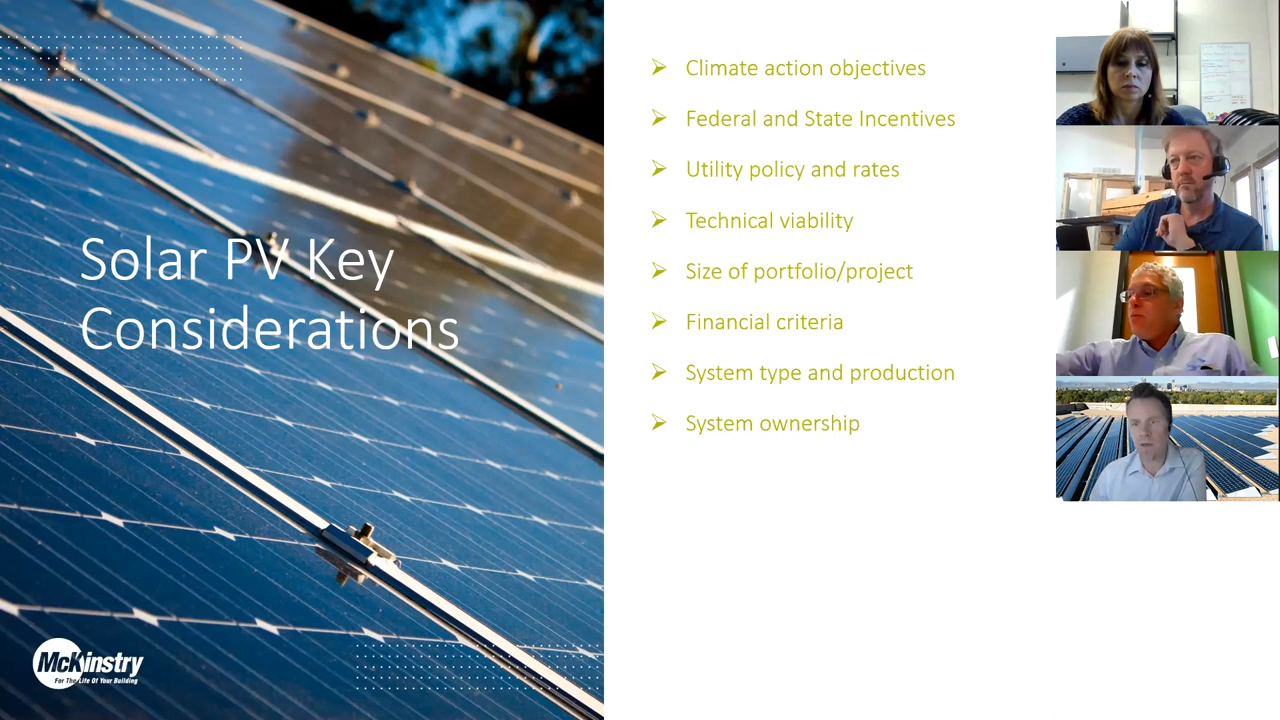 Solar PV Key
Considerations
Climate action objectives
Federal and State Incentives
Utility policy and rates
Technical viability
Size of portfolio/project
Financial criteria
System type and production
System ownership
McKinstry
For The Life Of Your Building